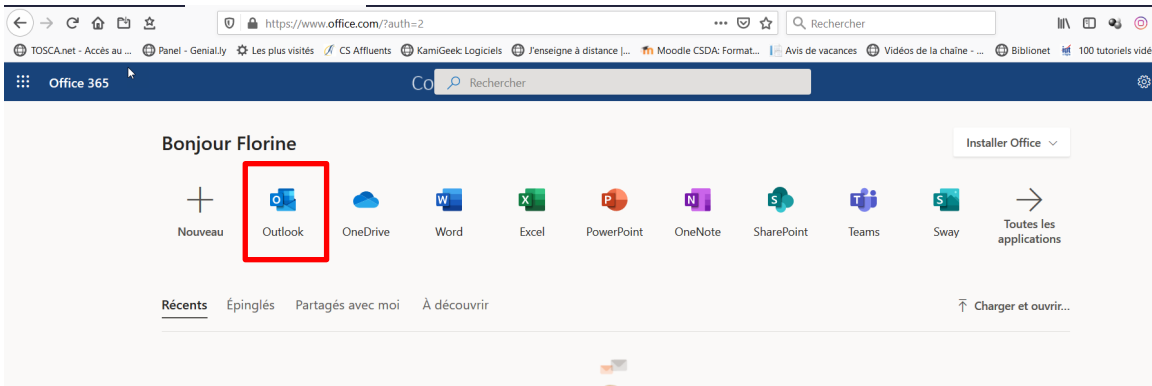 https://www.office.com/?auth=2
Rechercher
TOSCA.net - Accès au ... Panel - Genial.ly Les plus visités CS Affluents KamiGeek: Logiciels J'enseigne à distance |... Moodle CSDA: Format... Avis de vacances Vidéos de la chaîne - ... Biblionet 100 tutoriels vidé
Office 365 Co Rechercher
Bonjour Florine
Installer Office
Nouveau Outlook OneDrive Word Excel PowerPoint OneNote SharePoint Teams Sway Toutes les
applications
Récents Épinglés Partagés avec moi À découvrir Charger et ouvrir...